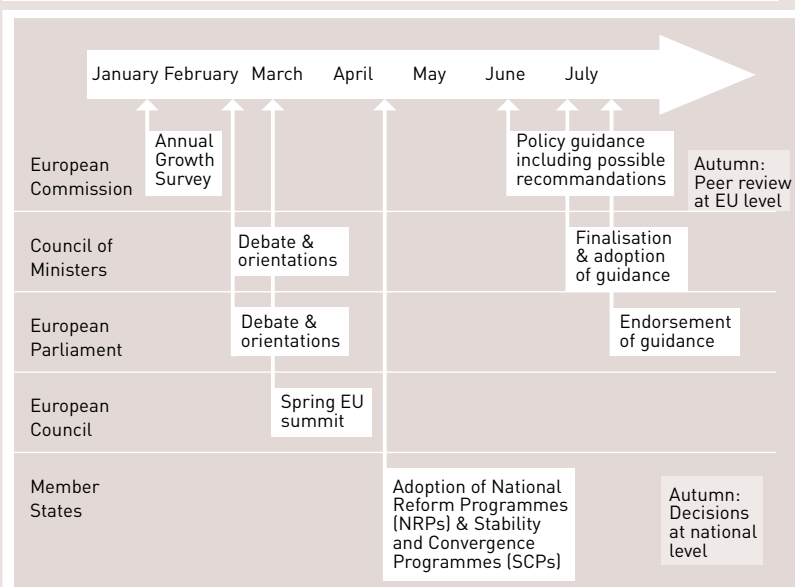 January February March April May June July
European
Commission
Annual
Growth
Survey
Policy guidance
including possible
recommandations
Autumn:
Peer review
at EU level
Council of
Ministers
Debate &
orientations
Finalisation
& adoption
of guidance
European
Parliament
Debate &
orientations
Endorsement
of guidance
European
Council
Spring EU
summit
Member
States
Adoption of National
Reform Programmes
(NRPs) & Stability
and Convergence
Programmes (SCPs)
Autumn:
Decisions
at national
level